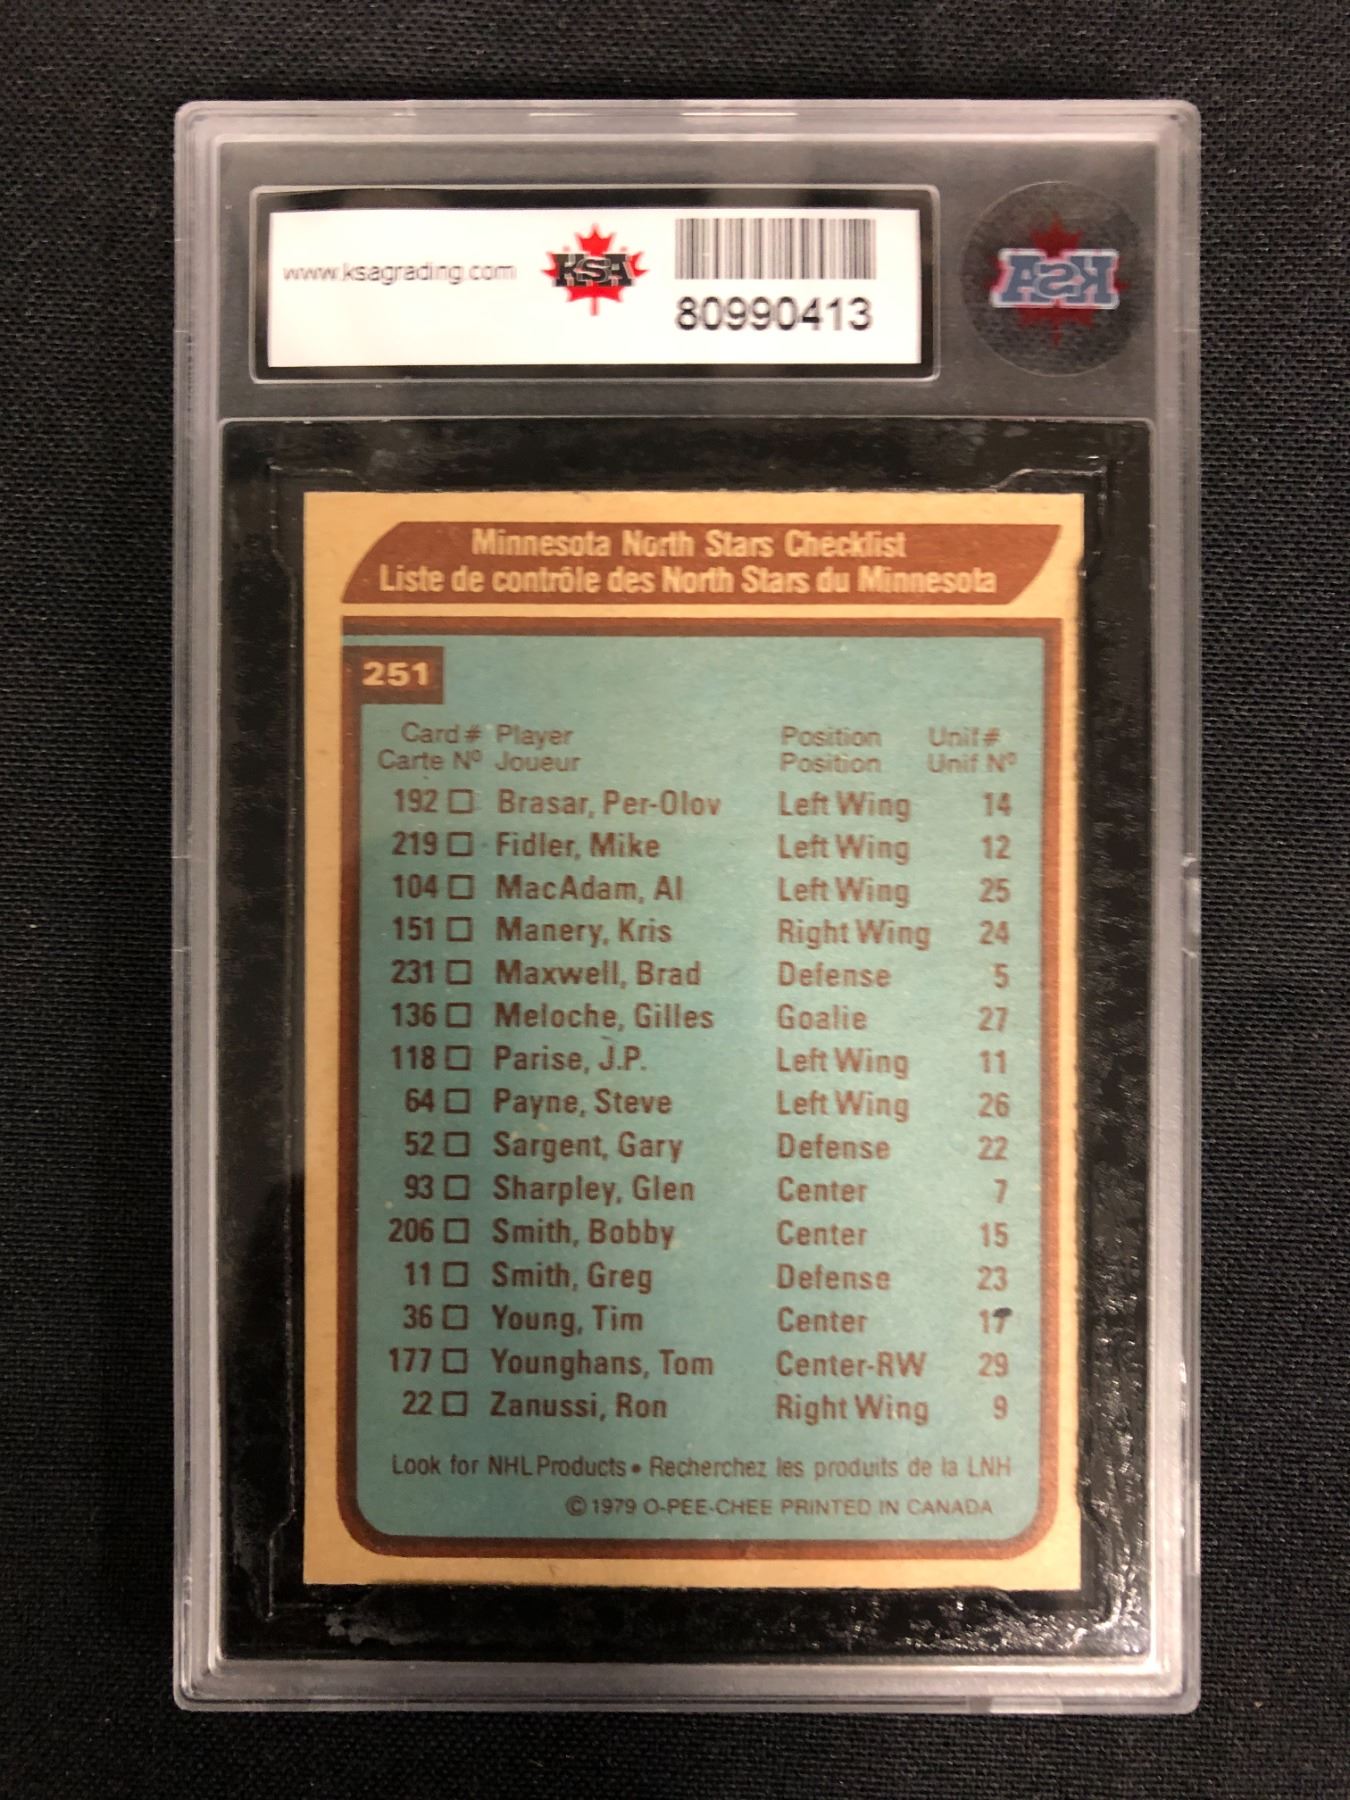 www.ksagrading.com
KSA
80990413
KSA
Minnesota North Stars Checklist
Liste de contrôle des North Stars du Minnesota
251
Card # Player Position Unif #
Carte Nº Joueur Position Unif Nº
192 □ Brasar, Per-Olov Left Wing 14
219 □ Fidler, Mike Left Wing 12
104 □ MacAdam, Al Left Wing 25
151 □ Manery, Kris Right Wing 24
231 □ Maxwell, Brad Defense 5
136 □ Meloche, Gilles Goalie 27
118 □ Parise, J.P. Left Wing 11
64 □ Payne, Steve Left Wing 26
52 □ Sargent, Gary Defense 22
93 □ Sharpley, Glen Center 7
206 □ Smith, Bobby Center 15
11 □ Smith, Greg Defense 23
36 □ Young, Tim Center 17
177 □ Younghans, Tom Center-RW 29
22 □ Zanussi, Ron Right Wing 9
Look for NHL Products • Recherchez les produits de la LNH
© 1979 O-PEE-CHEE PRINTED IN CANADA